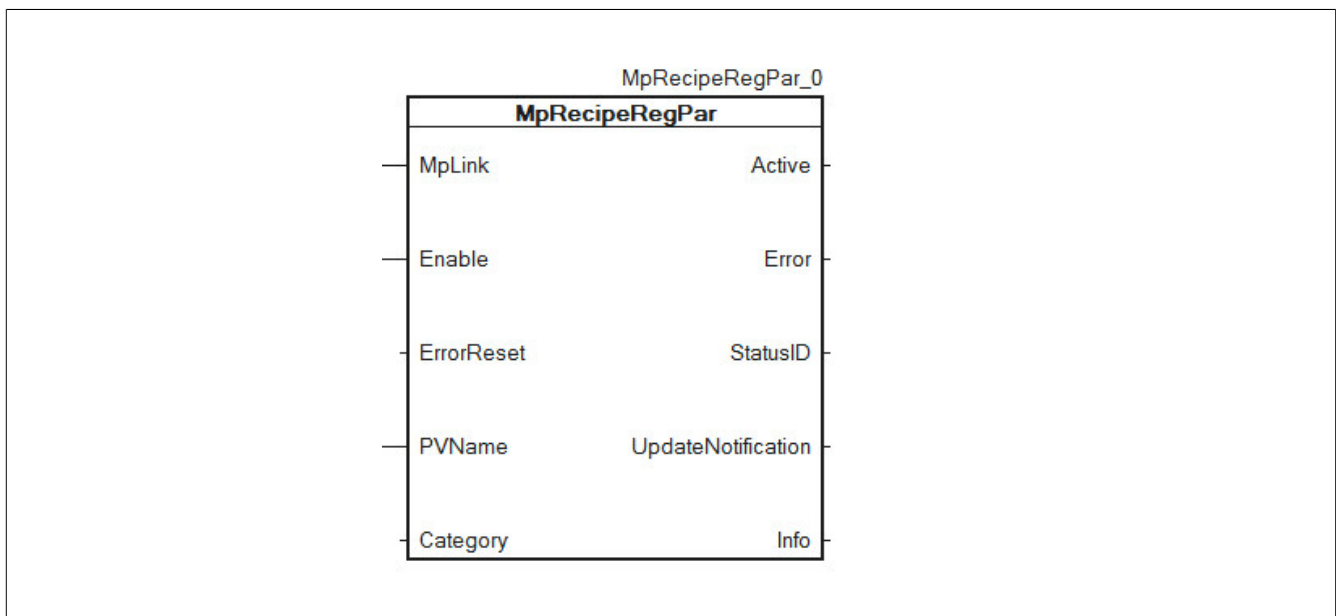 MpRecipeRegPar_0
MpRecipeRegPar
MpLink Active
Enable Error
ErrorReset StatusID
PVName UpdateNotification
Category Info